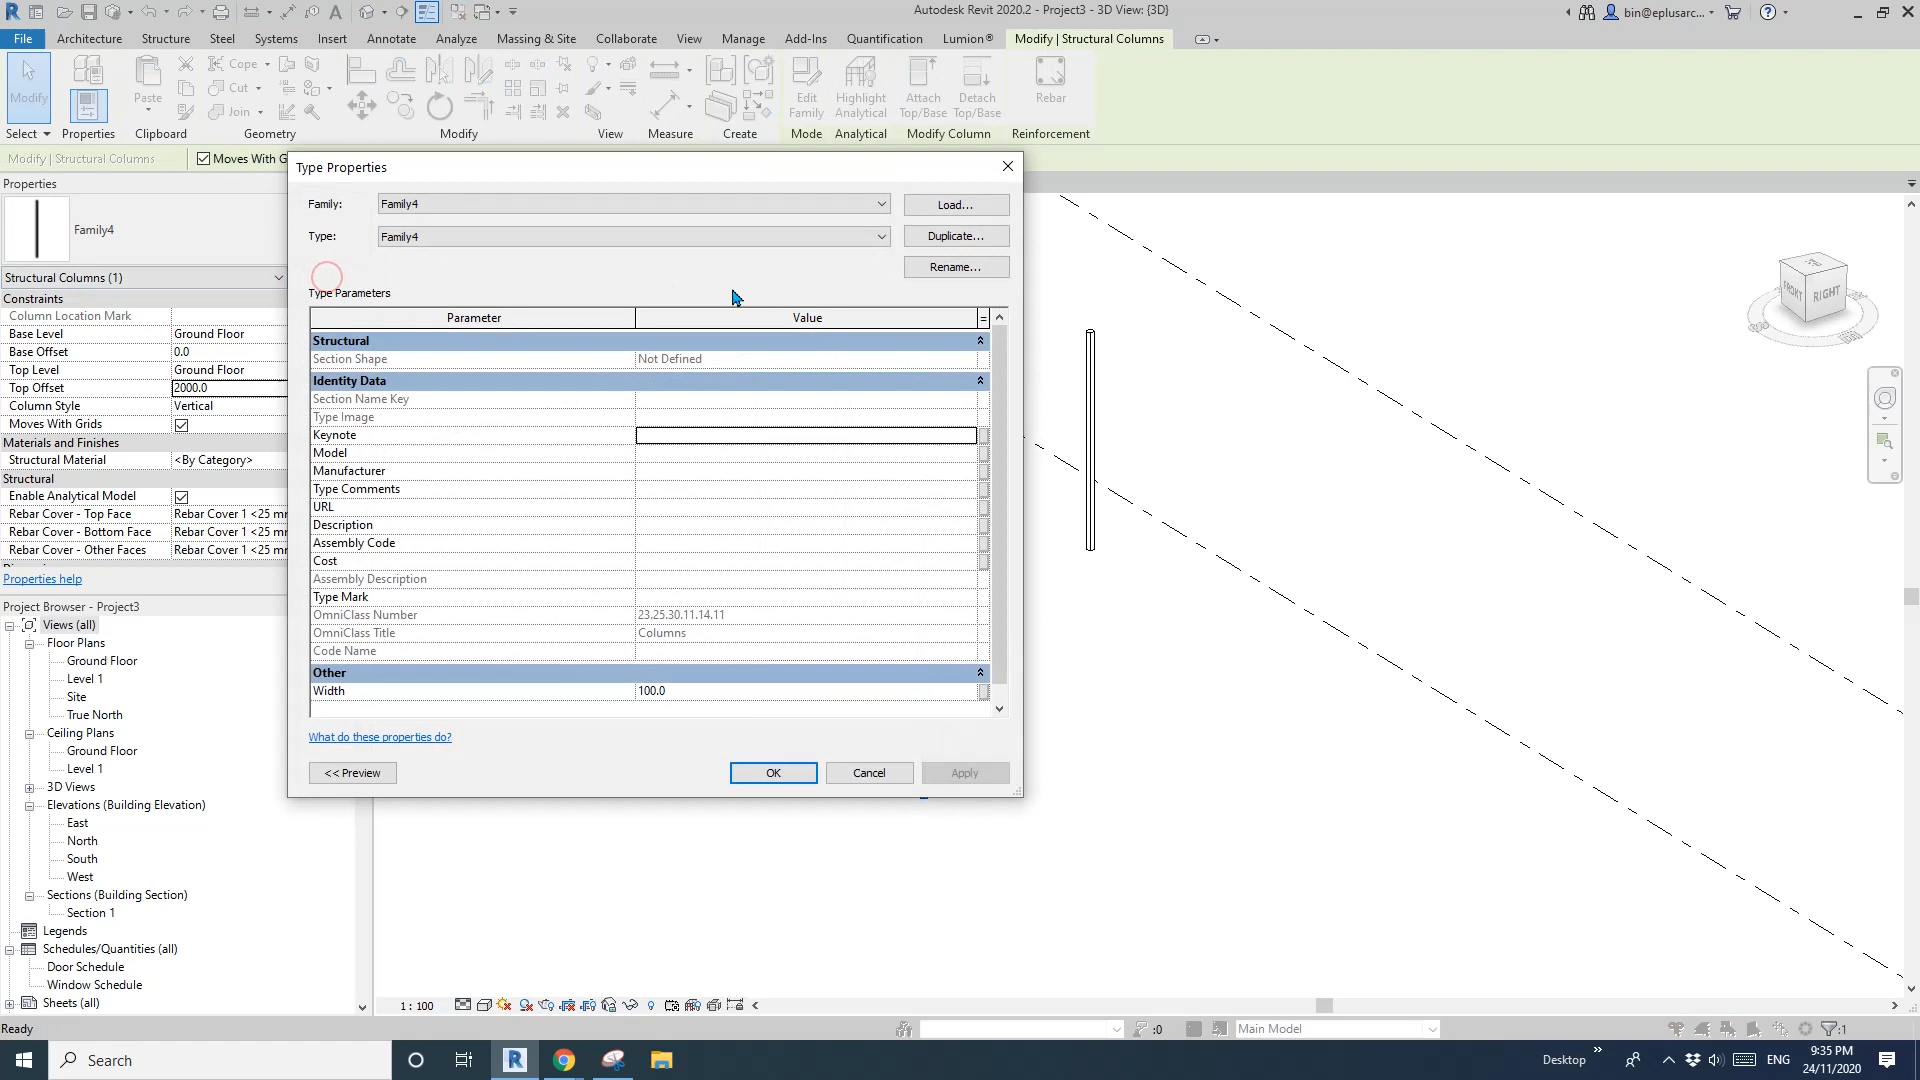 Autodesk Revit 2020.2 - Project3 - 3D View: {3D}
bin@eplusarc...
File Architecture Structure Steel Systems Insert Annotate Analyze Massing & Site Collaborate View Manage Add-Ins Quantification Lumion® Modify | Structural Columns
Modify
Paste
Cope
Cut
Join
Edit Family
Highlight Analytical
Attach Top/Base
Detach Top/Base
Rebar
Select Properties Clipboard Geometry Modify View Measure Create Mode Analytical Modify Column Reinforcement
Modify | Structural Columns
Moves With G
Properties
Family4
Structural Columns (1)
Constraints
Column Location Mark
Base Level Ground Floor
Base Offset 0.0
Top Level Ground Floor
Top Offset 2000.0
Column Style Vertical
Moves With Grids
Materials and Finishes
Structural Material <By Category>
Structural
Enable Analytical Model
Rebar Cover - Top Face Rebar Cover 1 <25 mr
Rebar Cover - Bottom Face Rebar Cover 1 <25 mr
Rebar Cover - Other Faces Rebar Cover 1 <25 mr
Properties help
Project Browser - Project3
Views (all)
Floor Plans
Ground Floor
Level 1
Site
True North
Ceiling Plans
Ground Floor
Level 1
3D Views
Elevations (Building Elevation)
East
North
South
West
Sections (Building Section)
Section 1
Legends
Schedules/Quantities (all)
Door Schedule
Window Schedule
Sheets (all)
Type Properties
Family: Family4 Load...
Type: Family4 Duplicate...
Rename...
Type Parameters
Parameter Value =
Structural
Section Shape Not Defined
Identity Data
Section Name Key
Type Image
Keynote
Model
Manufacturer
Type Comments
URL
Description
Assembly Code
Cost
Assembly Description
Type Mark
OmniClass Number 23.25.30.11.14.11
OmniClass Title Columns
Code Name
Other
Width 100.0
What do these properties do?
<< Preview OK Cancel Apply
TOP
FRONT
RIGHT
1 : 100
Ready
:0
Main Model
:1
Search
Desktop
ENG
9:35 PM
24/11/2020